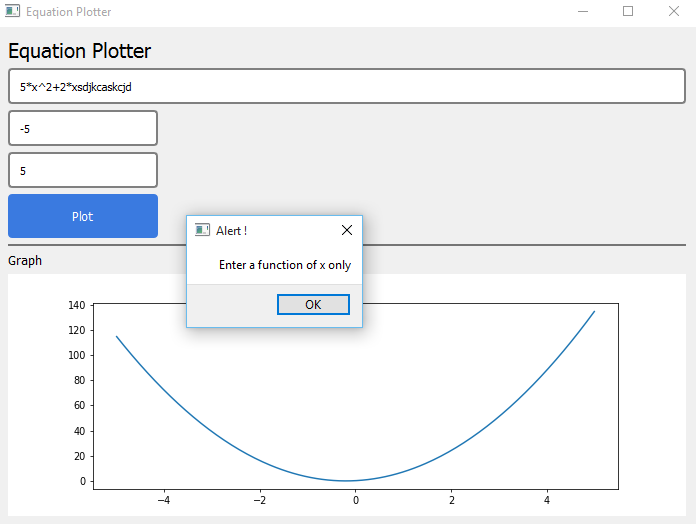 Equation Plotter
Equation Plotter
5*x^2+2*xsdjkcaskcjd
-5
5
Plot
Alert !
Enter a function of x only
OK
Graph
140
120
100
80
60
40
20
0
−4 −2 0 2 4